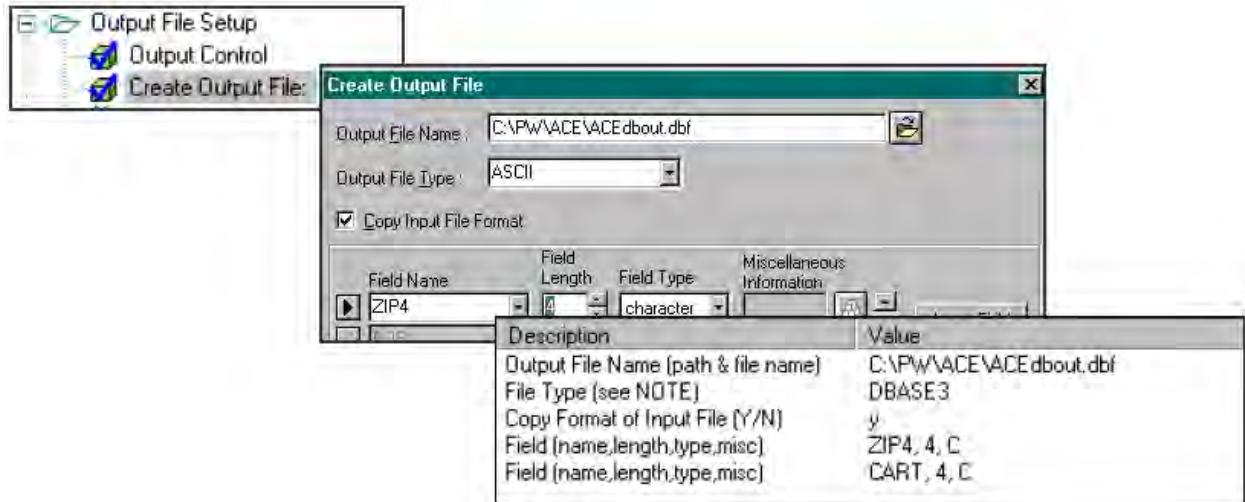 Output File Setup
Output Control
Create Output File:
Create Output File
Output File Name :
C:\PW\ACE\ACEdbout.dbf
Output File Type :
ASCII
Copy Input File Format
Field Name
Field Length
Field Type
Miscellaneous Information
ZIP4
4
character
Description Value
Output File Name (path & file name) C:\PW\ACE\ACEdbout.dbf
File Type (see NOTE) DBASE3
Copy Format of Input File (Y/N) y
Field (name,length,type,misc) ZIP4, 4, C
Field (name,length,type,misc) CART, 4, C